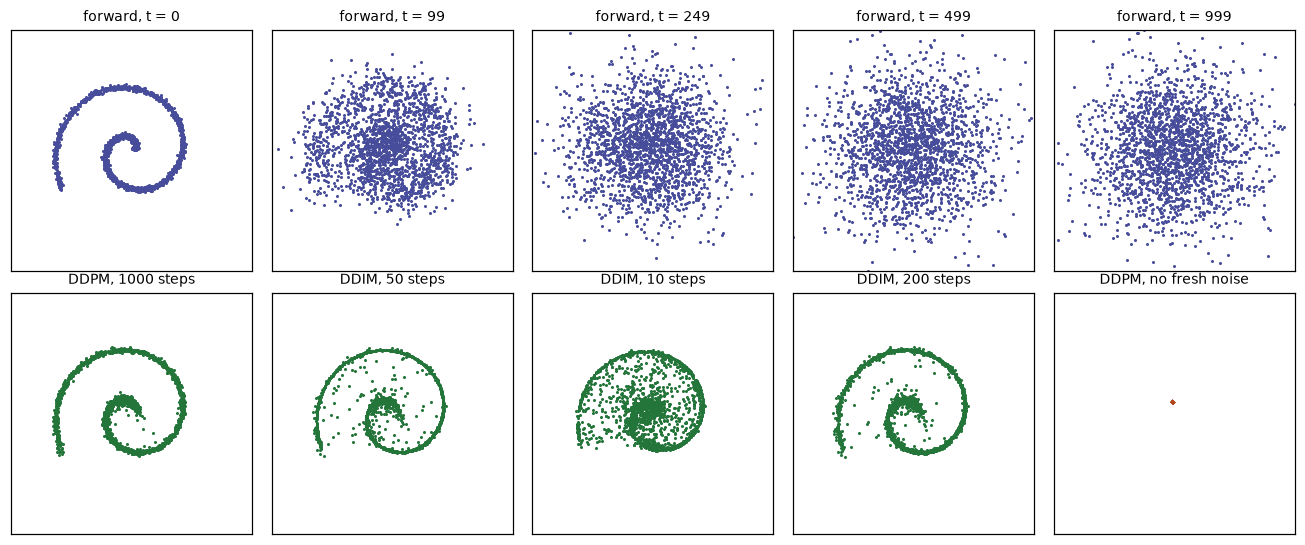 forward, t = 0
forward, t = 99
forward, t = 249
forward, t = 499
forward, t = 999
DDPM, 1000 steps
DDIM, 50 steps
DDIM, 10 steps
DDIM, 200 steps
DDPM, no fresh noise